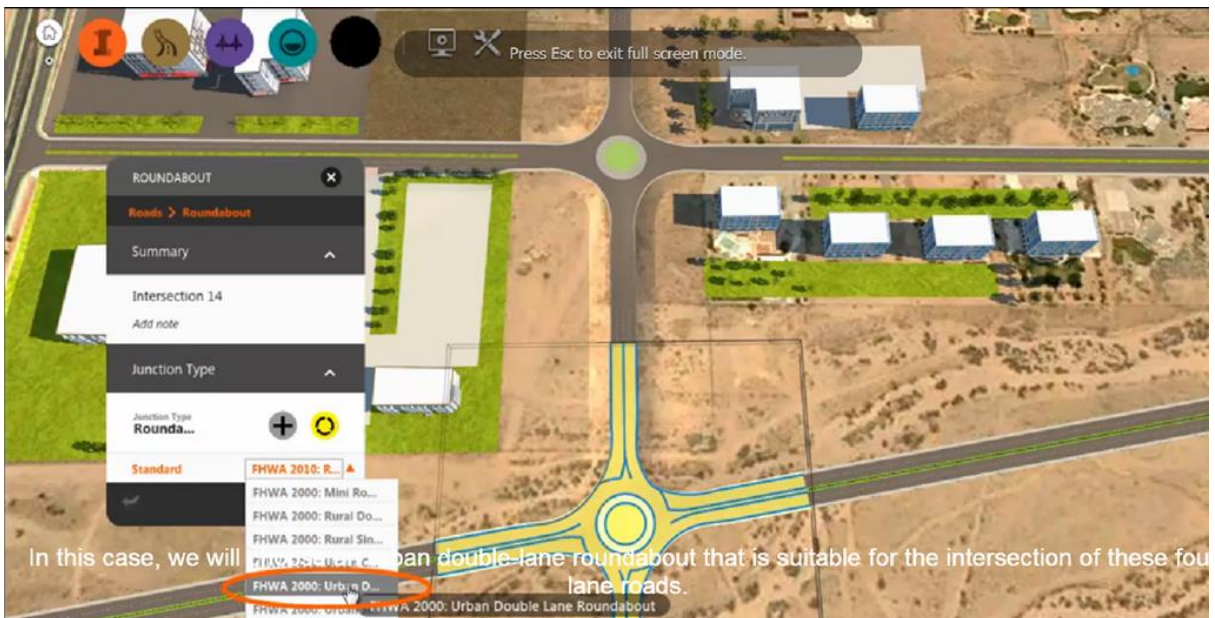 Press Esc to exit full screen mode.
ROUNDABOUT
Roads > Roundabout
Summary
Intersection 14
Add note
Junction Type
Junction Type
Rounda...
Standard FHWA 2010: R...
FHWA 2000: Mini Ro...
FHWA 2000: Rural Do...
FHWA 2000: Rural Sin...
In this case, we will double-lane roundabout that is suitable for the intersection of these fou
FHWA 2000: Urban D...
lane roads.
FHWA 2000: Urban Double Lane Roundabout